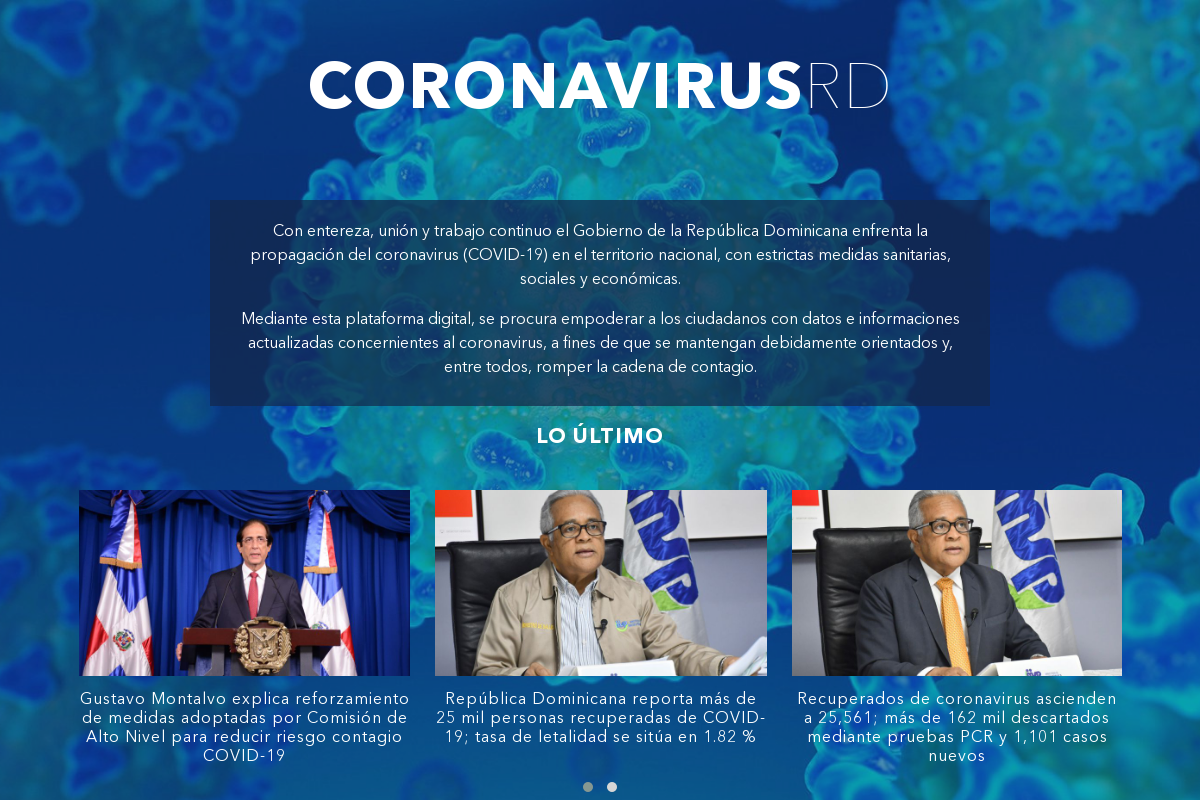 CORONAVIRUSRD
Con entereza, unión y trabajo continuo el Gobierno de la República Dominicana enfrenta la
propagación del coronavirus (COVID-19) en el territorio nacional, con estrictas medidas sanitarias,
sociales y económicas.
Mediante esta plataforma digital, se procura empoderar a los ciudadanos con datos e informaciones
actualizadas concernientes al coronavirus, a fines de que se mantengan debidamente orientados y,
entre todos, romper la cadena de contagio.
LO ÚLTIMO
Gustavo Montalvo explica reforzamiento
de medidas adoptadas por Comisión de
Alto Nivel para reducir riesgo contagio
COVID-19
República Dominicana reporta más de
25 mil personas recuperadas de COVID-
19; tasa de letalidad se sitúa en 1.82 %
Recuperados de coronavirus ascienden
a 25,561; más de 162 mil descartados
mediante pruebas PCR y 1,101 casos
nuevos